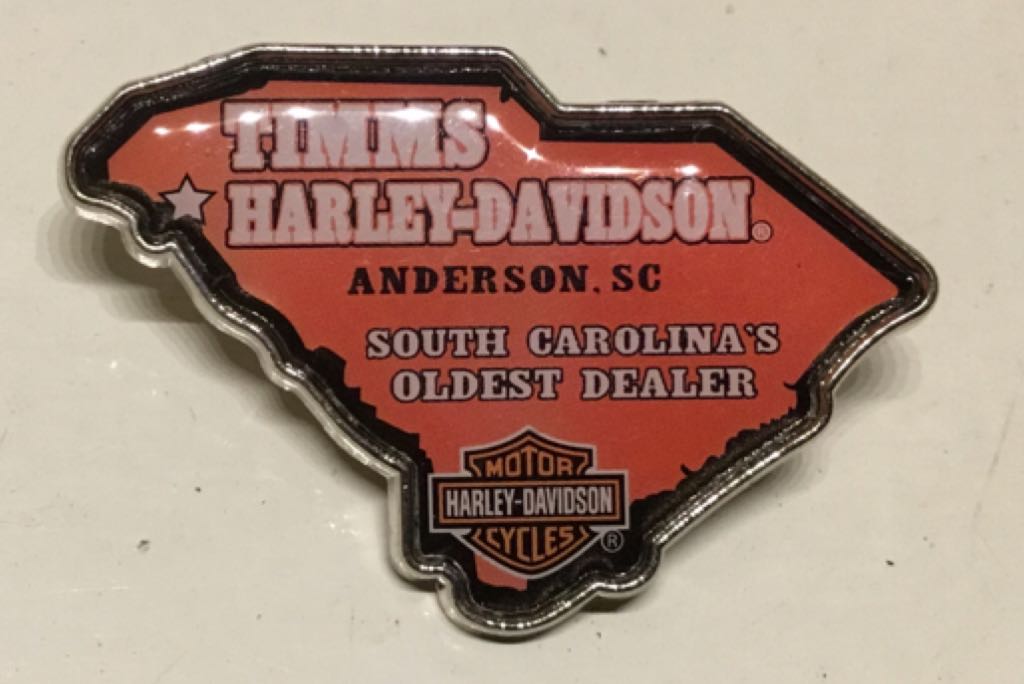 TIMMS
HARLEY-DAVIDSON®
ANDERSON, SC
SOUTH CAROLINA'S
OLDEST DEALER
MOTOR
HARLEY-DAVIDSON
CYCLES ®